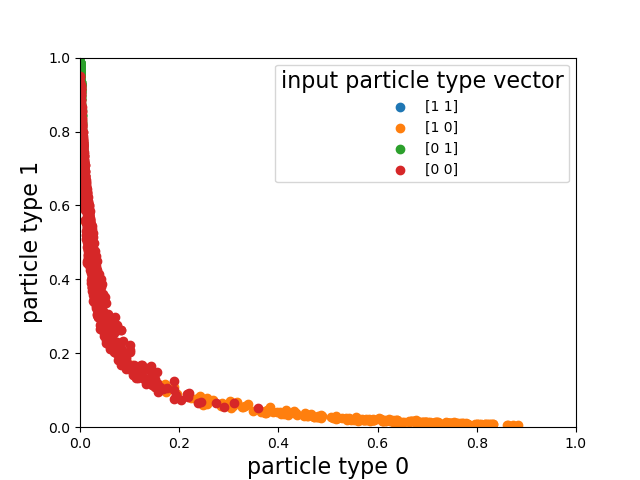 input particle type vector
[1 1]
[1 0]
[0 1]
[0 0]
particle type 1
1.0
0.8
0.6
0.4
0.2
0.0
0.0 0.2 0.4 0.6 0.8 1.0
particle type 0